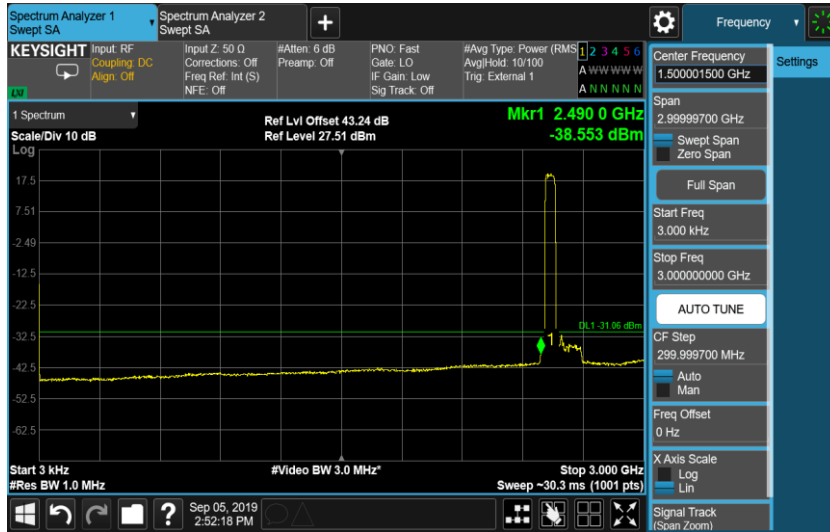 Spectrum Analyzer 1
Swept SA
Spectrum Analyzer 2
Swept SA
+
Frequency
KEYSIGHT
Input: RF
Coupling: DC
Align: Off
Input Z: 50 Ω
Corrections: Off
Freq Ref: Int (S)
NFE: Off
#Atten: 6 dB
Preamp: Off
PNO: Fast
Gate: LO
IF Gain: Low
Sig Track: Off
#Avg Type: Power (RMS
Avg|Hold: 10/100
Trig: External 1
1 2 3 4 5 6
A W W W W W
A N N N N N
LXI
1 Spectrum
Scale/Div 10 dB
Ref Lvl Offset 43.24 dB
Ref Level 27.51 dBm
Mkr1 2.490 0 GHz
-38.553 dBm
Log
17.5
7.51
-2.49
-12.5
-22.5
-32.5
-42.5
-52.5
-62.5
DL1 -31.06 dBm
1
Start 3 kHz
#Res BW 1.0 MHz
#Video BW 3.0 MHz*
Stop 3.000 GHz
Sweep ~30.3 ms (1001 pts)
Settings
Center Frequency
1.500001500 GHz
Span
2.99999700 GHz
Swept Span
Zero Span
Full Span
Start Freq
3.000 kHz
Stop Freq
3.000000000 GHz
AUTO TUNE
CF Step
299.999700 MHz
Auto
Man
Freq Offset
0 Hz
X Axis Scale
Log
Lin
Signal Track
(Span Zoom)
?
Sep 05, 2019
2:52:18 PM